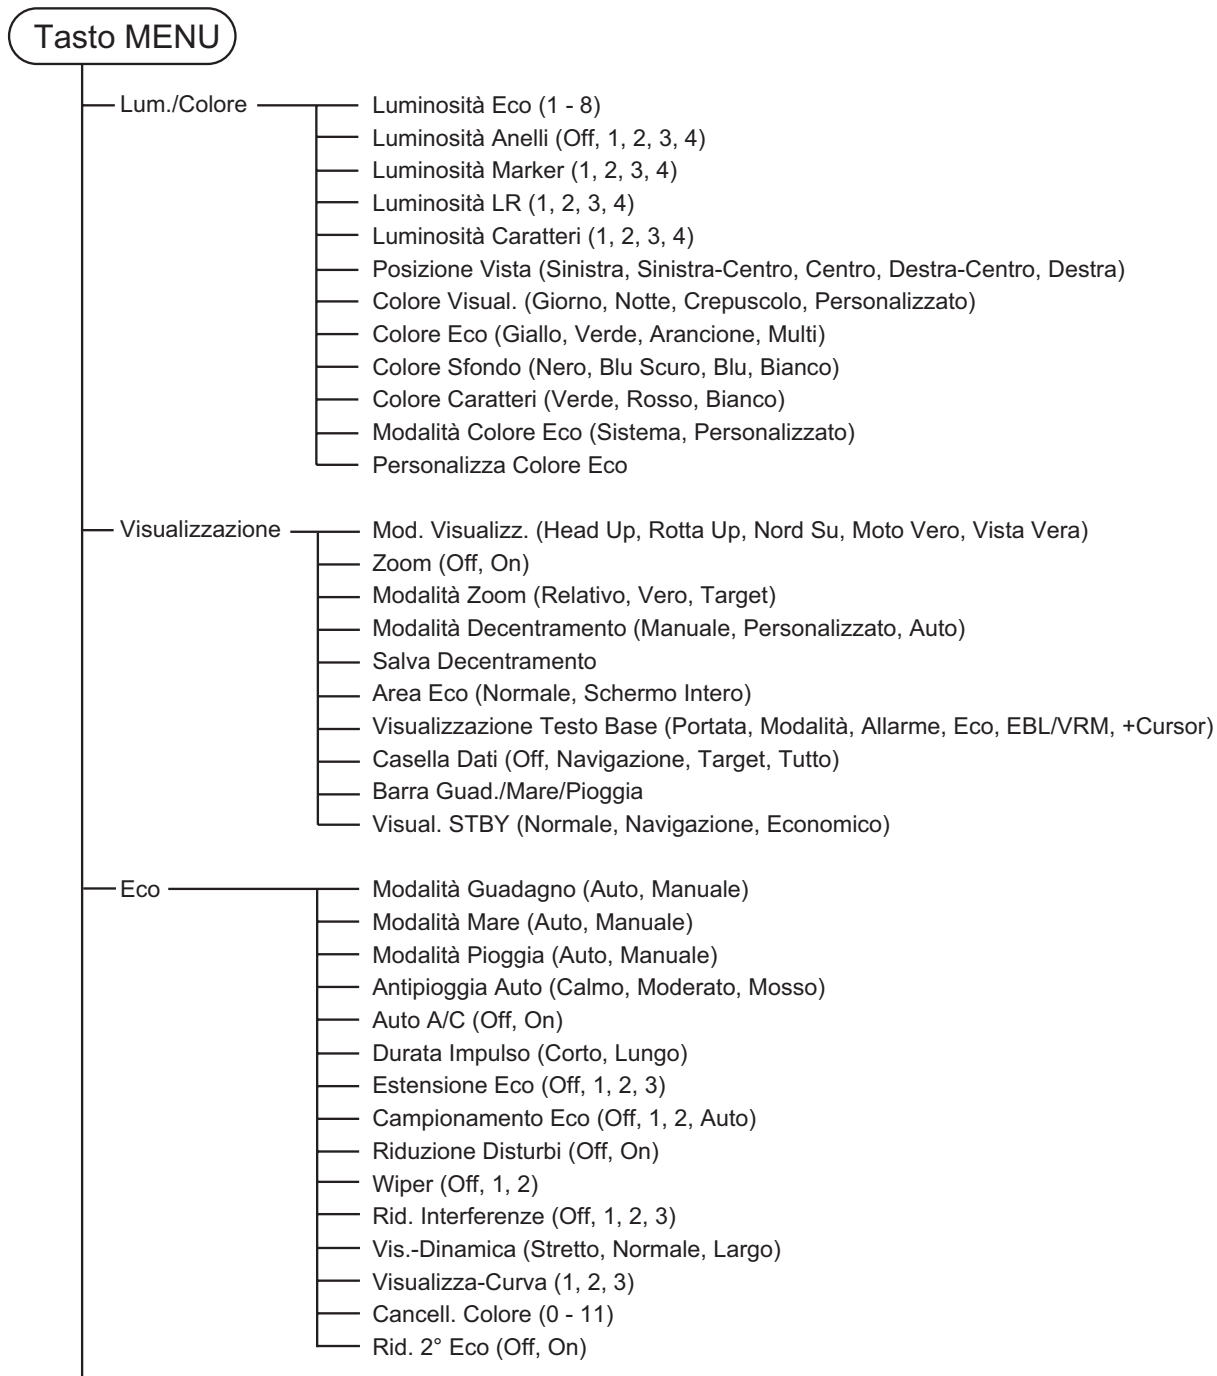 Tasto MENU
Lum./Colore
Luminosità Eco (1 - 8)
Luminosità Anelli (Off, 1, 2, 3, 4)
Luminosità Marker (1, 2, 3, 4)
Luminosità LR (1, 2, 3, 4)
Luminosità Caratteri (1, 2, 3, 4)
Posizione Vista (Sinistra, Sinistra-Centro, Centro, Destra-Centro, Destra)
Colore Visual. (Giorno, Notte, Crepuscolo, Personalizzato)
Colore Eco (Giallo, Verde, Arancione, Multi)
Colore Sfondo (Nero, Blu Scuro, Blu, Bianco)
Colore Caratteri (Verde, Rosso, Bianco)
Modalità Colore Eco (Sistema, Personalizzato)
Personalizza Colore Eco
Visualizzazione
Mod. Visualizz. (Head Up, Rotta Up, Nord Su, Moto Vero, Vista Vera)
Zoom (Off, On)
Modalità Zoom (Relativo, Vero, Target)
Modalità Decentramento (Manuale, Personalizzato, Auto)
Salva Decentramento
Area Eco (Normale, Schermo Intero)
Visualizzazione Testo Base (Portata, Modalità, Allarme, Eco, EBL/VRM, +Cursor)
Casella Dati (Off, Navigazione, Target, Tutto)
Barra Guad./Mare/Pioggia
Visual. STBY (Normale, Navigazione, Economico)
Eco
Modalità Guadagno (Auto, Manuale)
Modalità Mare (Auto, Manuale)
Modalità Pioggia (Auto, Manuale)
Antipioggia Auto (Calmo, Moderato, Mosso)
Auto A/C (Off, On)
Durata Impulso (Corto, Lungo)
Estensione Eco (Off, 1, 2, 3)
Campionamento Eco (Off, 1, 2, Auto)
Riduzione Disturbi (Off, On)
Wiper (Off, 1, 2)
Rid. Interferenze (Off, 1, 2, 3)
Vis.-Dinamica (Stretto, Normale, Largo)
Visualizza-Curva (1, 2, 3)
Cancell. Colore (0 - 11)
Rid. 2° Eco (Off, On)